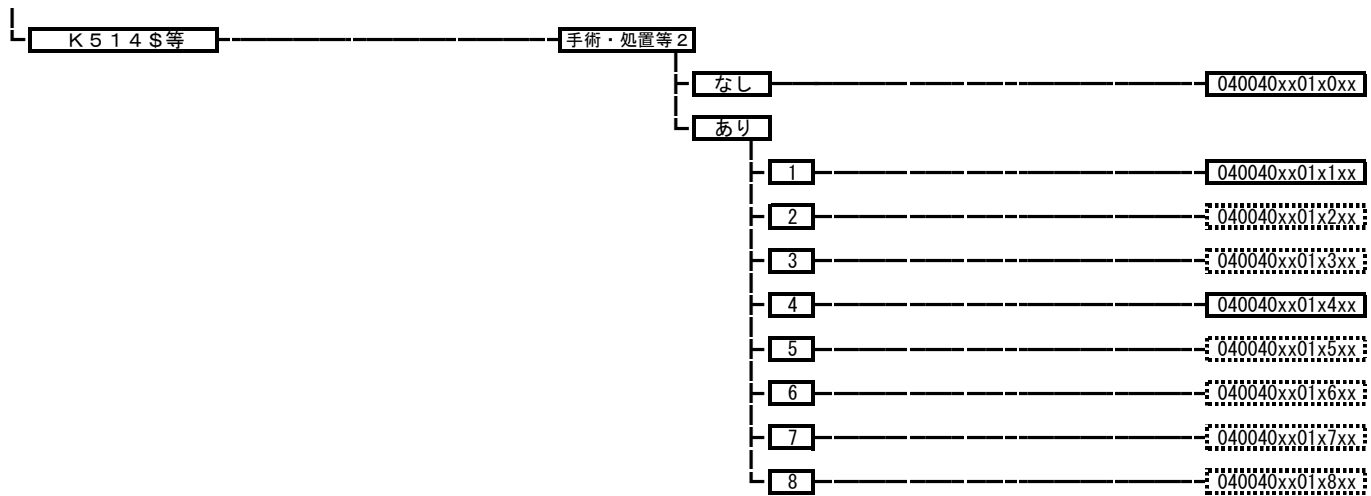 K514$等 手術・処置等2
なし 040040xx01x0xx
あり
1 040040xx01x1xx
2 040040xx01x2xx
3 040040xx01x3xx
4 040040xx01x4xx
5 040040xx01x5xx
6 040040xx01x6xx
7 040040xx01x7xx
8 040040xx01x8xx